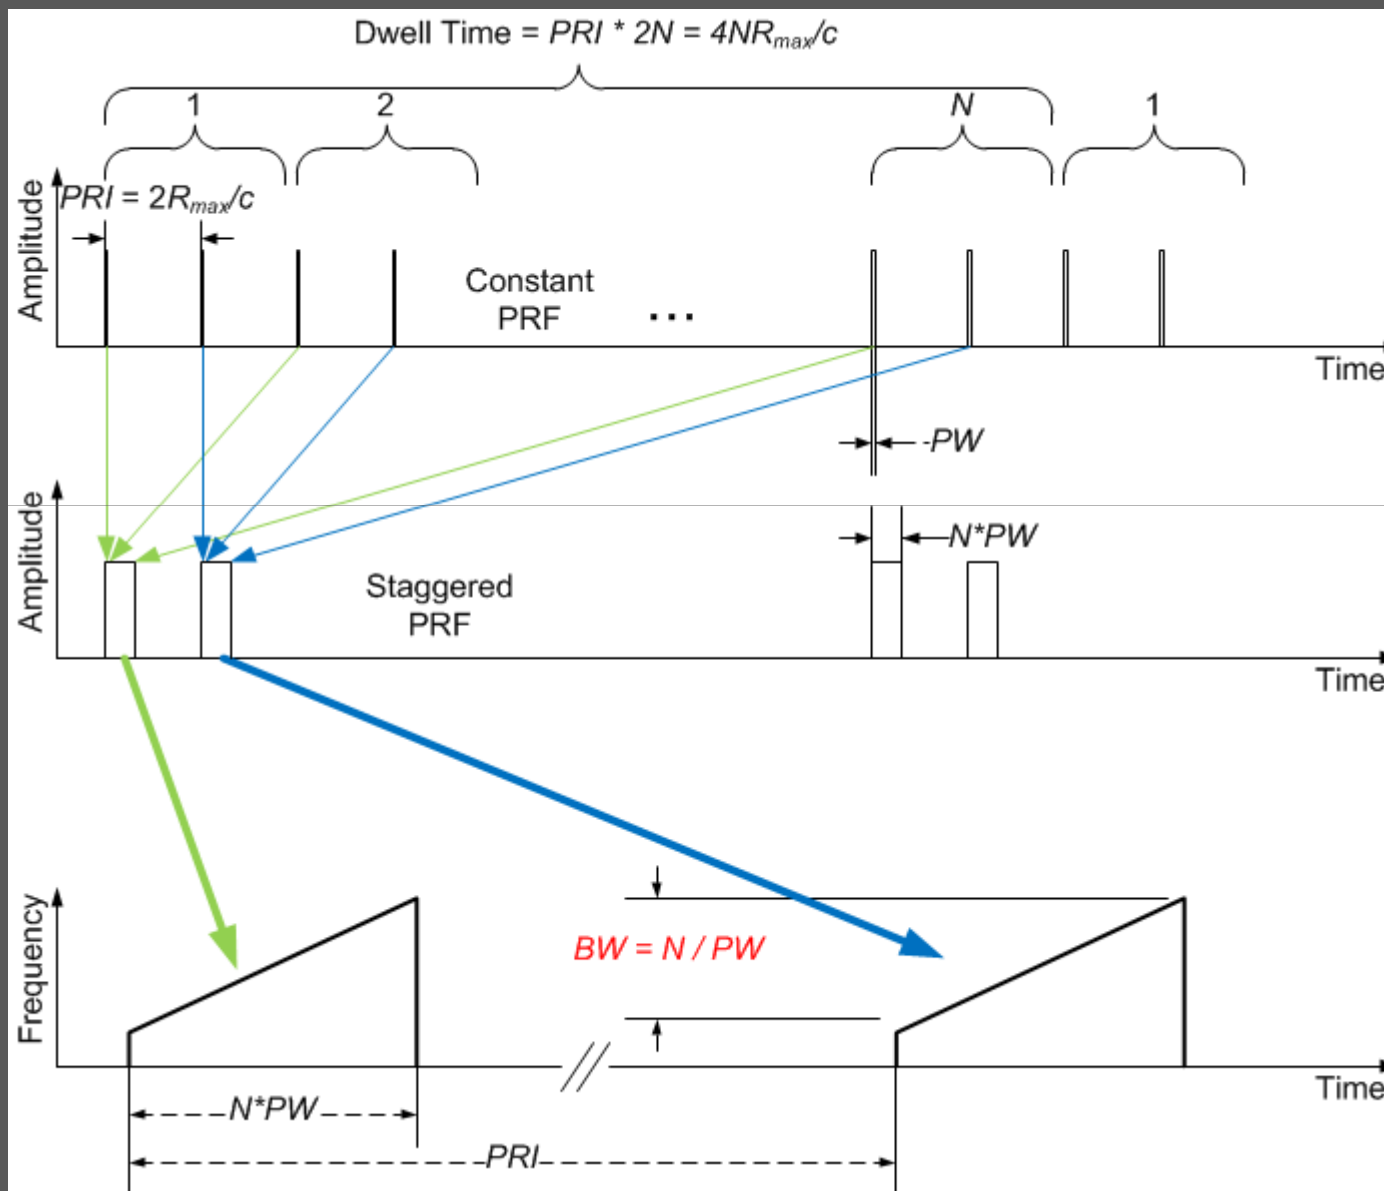 Dwell Time = PRI * 2N = 4NRmax/c
1
2
N
1
PRI = 2Rmax/c
Amplitude
Constant
PRF
...
Time
PW
Amplitude
N*PW
Staggered
PRF
Time
Frequency
BW = N / PW
Time
N*PW
PRI